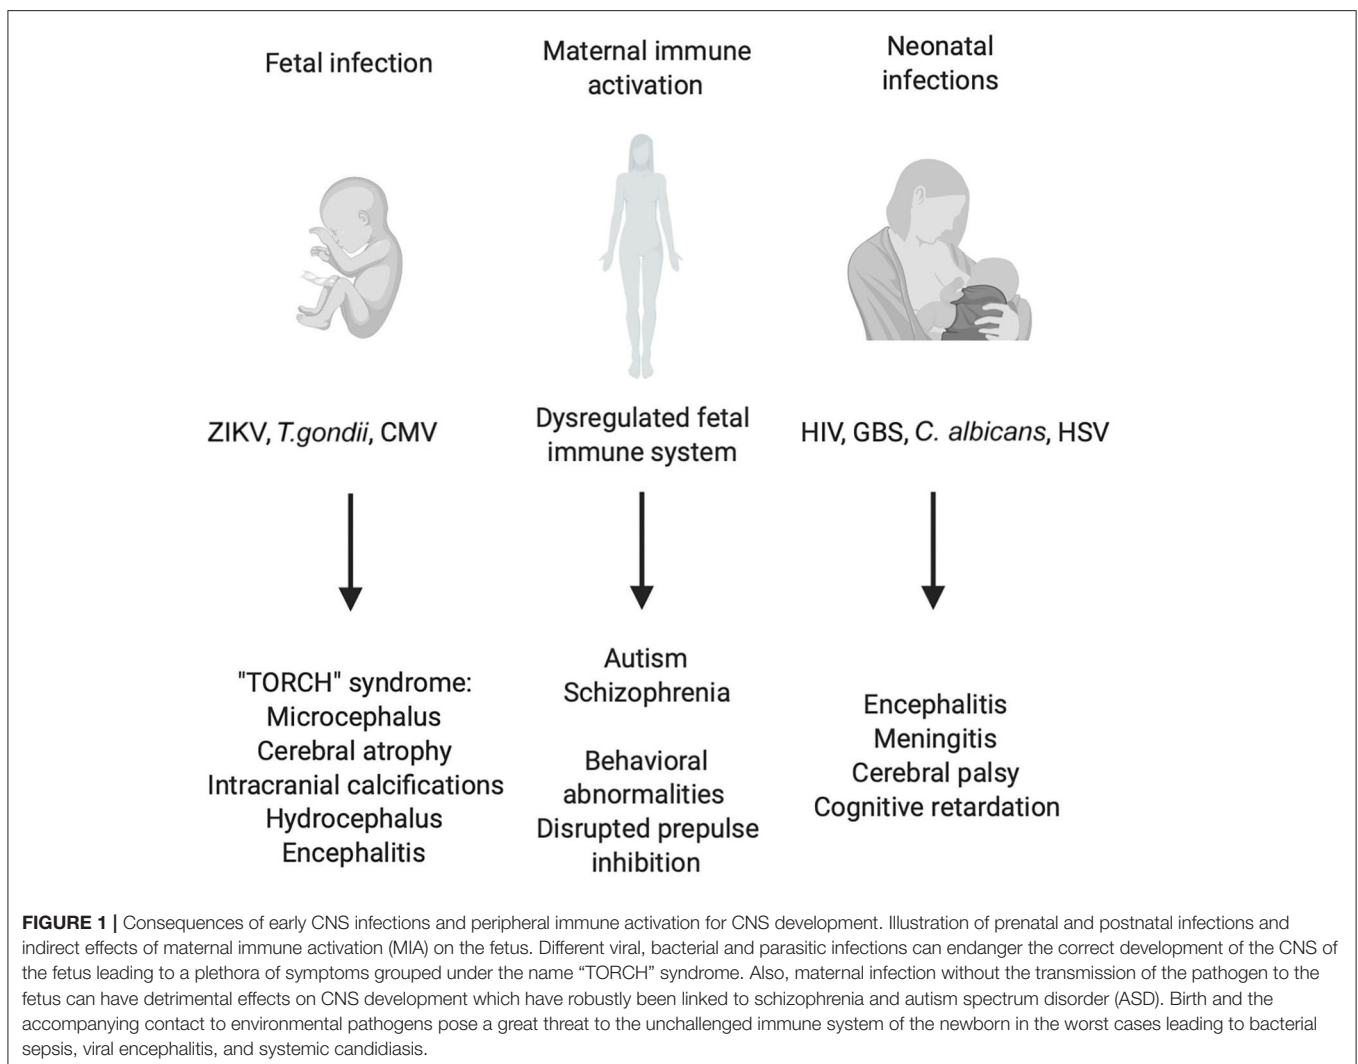 Fetal infection
Maternal immune
activation
Neonatal
infections
ZIKV, T.gondii, CMV
Dysregulated fetal
immune system
HIV, GBS, C. albicans, HSV
"TORCH" syndrome:
Microcephalus
Cerebral atrophy
Intracranial calcifications
Hydrocephalus
Encephalitis
Autism
Schizophrenia
Behavioral
abnormalities
Disrupted prepulse
inhibition
Encephalitis
Meningitis
Cerebral palsy
Cognitive retardation
FIGURE 1 | Consequences of early CNS infections and peripheral immune activation for CNS development. Illustration of prenatal and postnatal infections and
indirect effects of maternal immune activation (MIA) on the fetus. Different viral, bacterial and parasitic infections can endanger the correct development of the CNS of
the fetus leading to a plethora of symptoms grouped under the name “TORCH” syndrome. Also, maternal infection without the transmission of the pathogen to the
fetus can have detrimental effects on CNS development which have robustly been linked to schizophrenia and autism spectrum disorder (ASD). Birth and the
accompanying contact to environmental pathogens pose a great threat to the unchallenged immune system of the newborn in the worst cases leading to bacterial
sepsis, viral encephalitis, and systemic candidiasis.